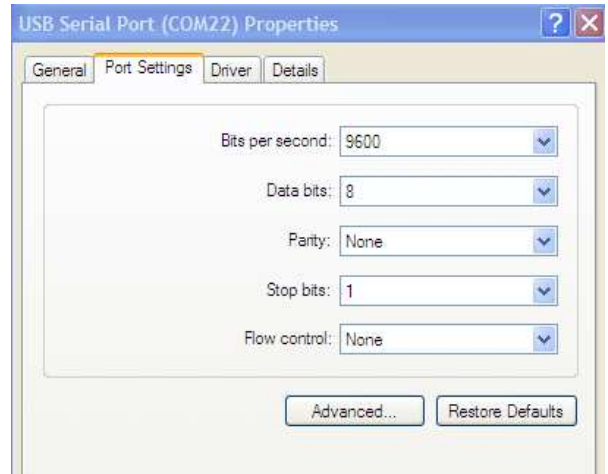 USB Serial Port (COM22) Properties
General Port Settings Driver Details
Bits per second: 9600
Data bits: 8
Parity: None
Stop bits: 1
Flow control: None
Advanced... Restore Defaults